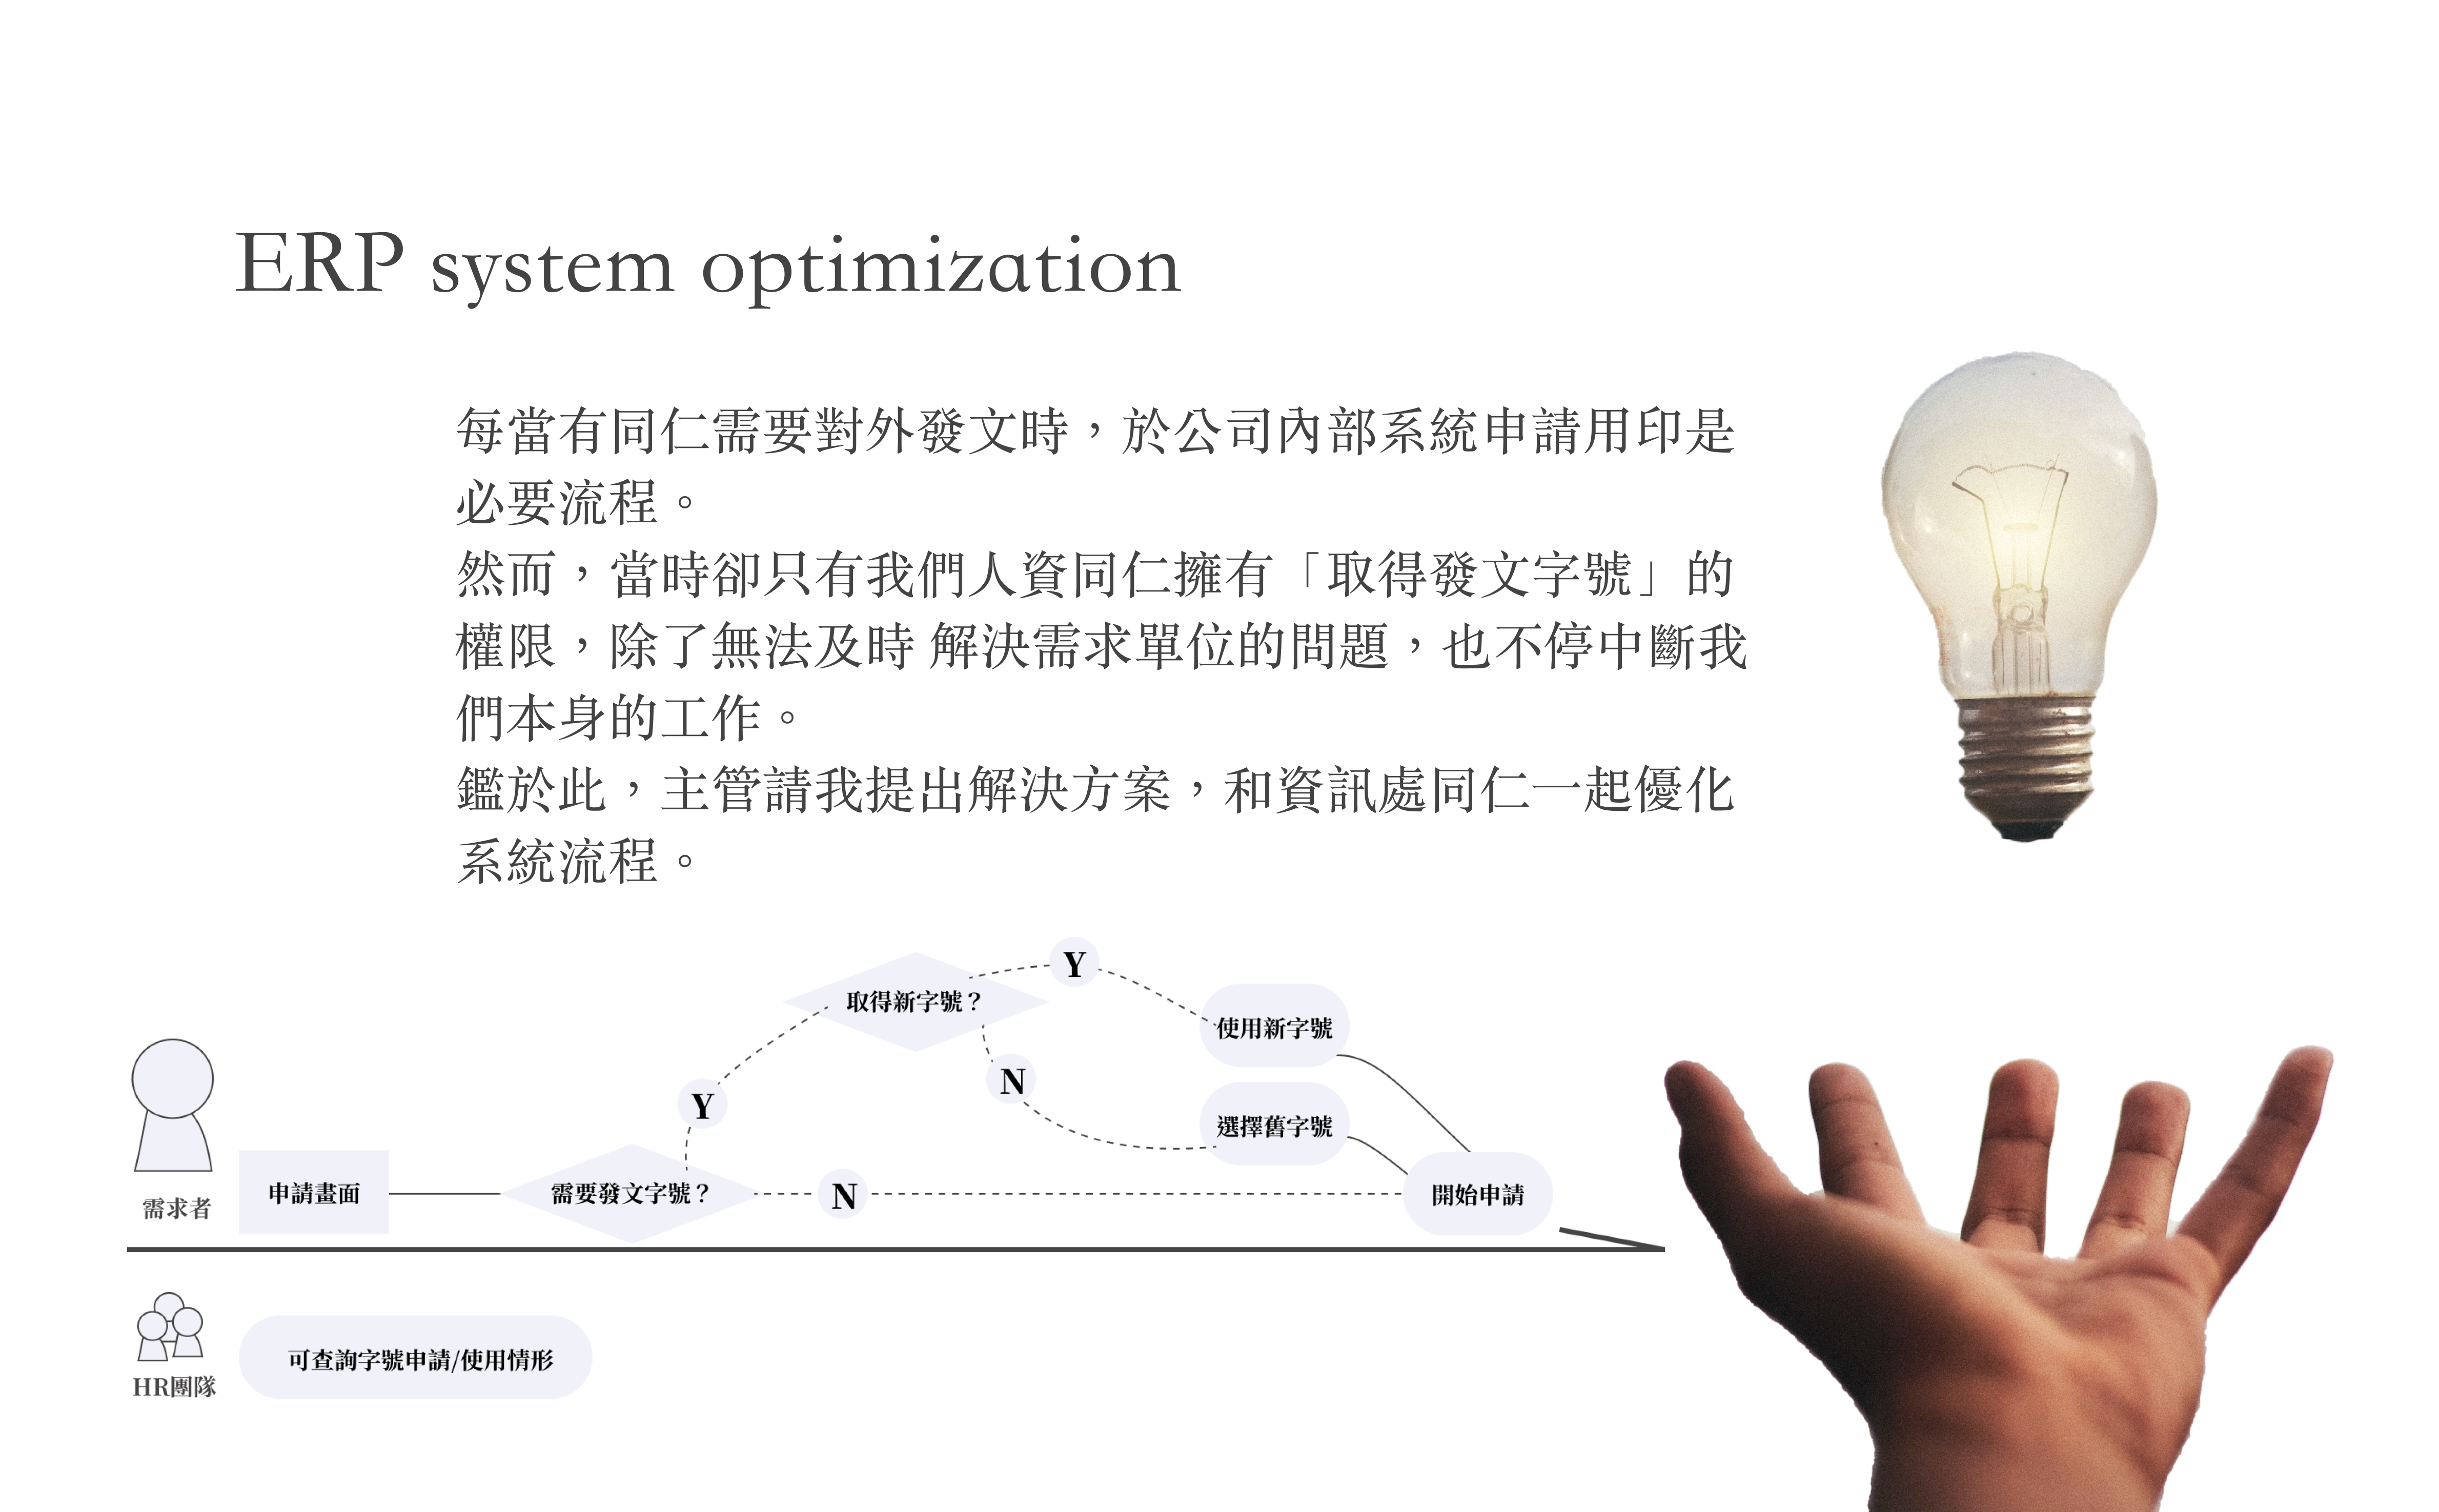 ERP system optimization
每當有同仁需要對外發文時，於公司內部系統申請用印是
必要流程。
然而，當時卻只有我們人資同仁擁有「取得發文字號」的
權限，除了無法及時 解決需求單位的問題，也不停中斷我
們本身的工作。
鑑於此，主管請我提出解決方案，和資訊處同仁一起優化
系統流程。
Y
取得新字號？
使用新字號
N
Y
選擇舊字號
申請畫面
需要發文字號？
N
開始申請
需求者
可查詢字號申請/使用情形
HR團隊